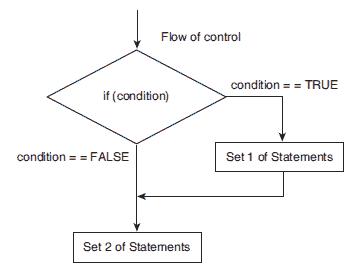 Flow of control
condition = = TRUE
if (condition)
condition = = FALSE
Set 1 of Statements
Set 2 of Statements